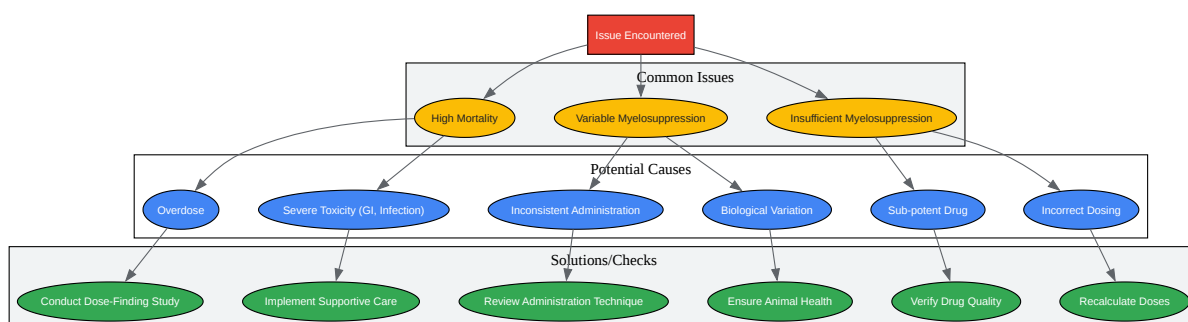 Issue Encountered
Common Issues
High Mortality
Variable Myelosuppression
Insufficient Myelosuppression
Potential Causes
Overdose
Severe Toxicity (GI, Infection)
Inconsistent Administration
Biological Variation
Sub-potent Drug
Incorrect Dosing
Solutions/Checks
Conduct Dose-Finding Study
Implement Supportive Care
Review Administration Technique
Ensure Animal Health
Verify Drug Quality
Recalculate Doses